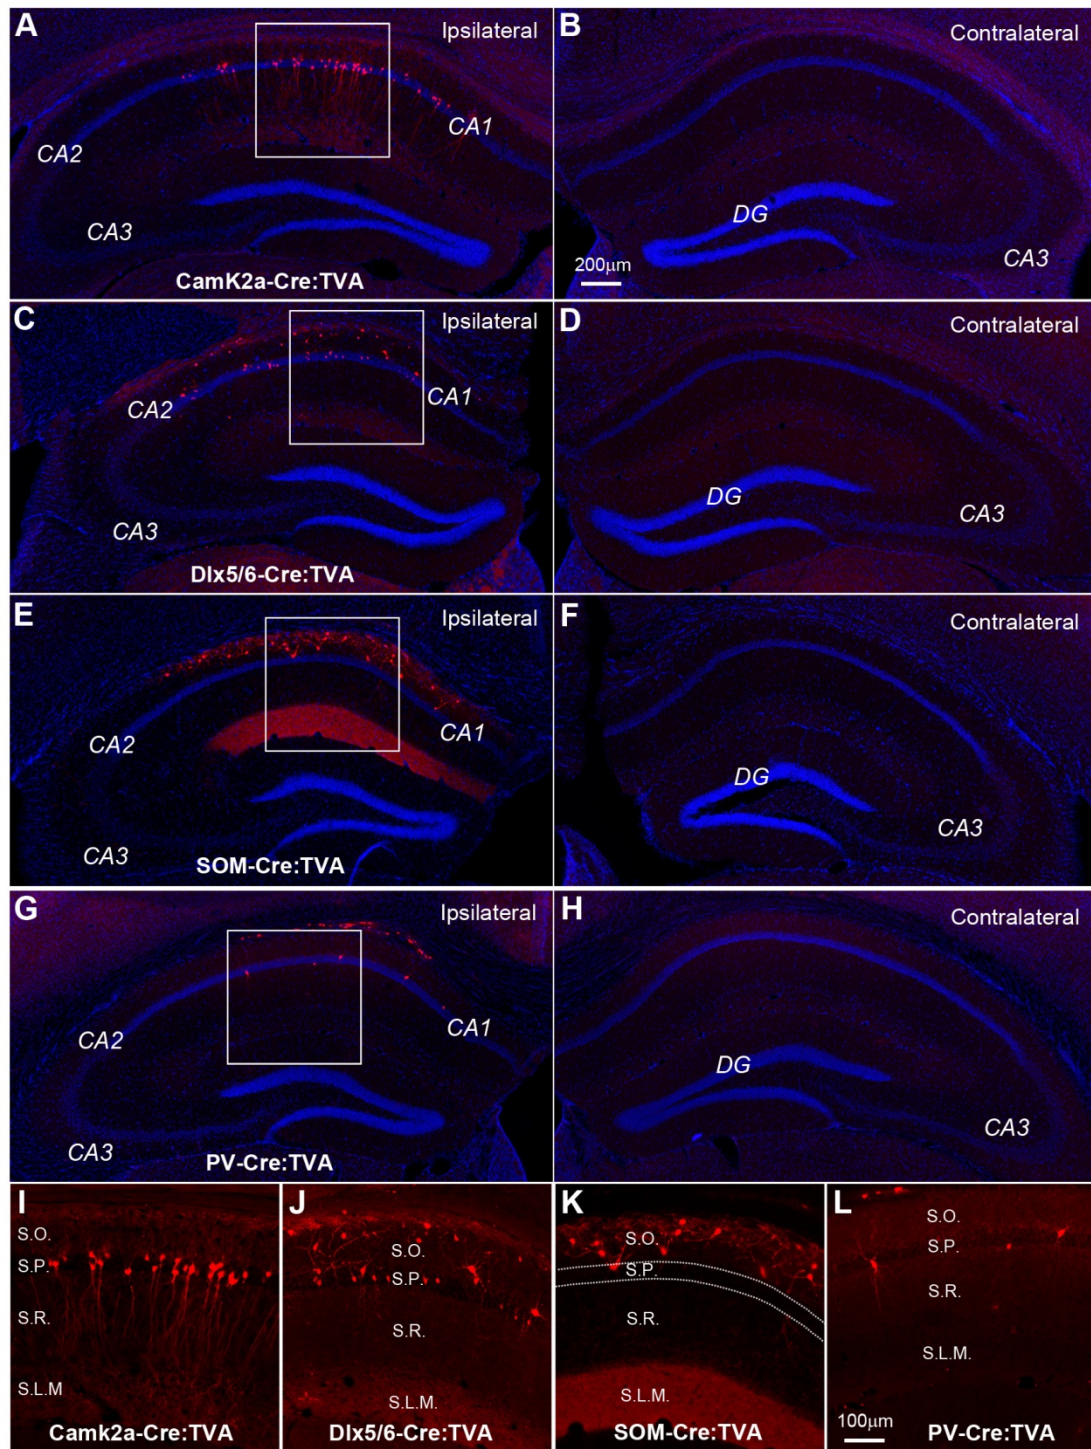 A
Ipsilateral
CA2
CA1
CA3
CamK2a-Cre:TVA
B
Contralateral
DG
CA3
200µm
C
Ipsilateral
CA2
CA1
CA3
Dlx5/6-Cre:TVA
D
Contralateral
DG
CA3
E
Ipsilateral
CA2
CA1
CA3
SOM-Cre:TVA
F
Contralateral
DG
CA3
G
Ipsilateral
CA2
CA1
CA3
PV-Cre:TVA
H
Contralateral
DG
CA3
I
S.O.
S.P.
S.R.
S.L.M
Camk2a-Cre:TVA
J
S.O.
S.P.
S.R.
S.L.M.
Dlx5/6-Cre:TVA
K
S.O.
S.P.
S.R.
S.L.M.
SOM-Cre:TVA
L
S.O.
S.P.
S.R.
S.L.M.
100µm
PV-Cre:TVA